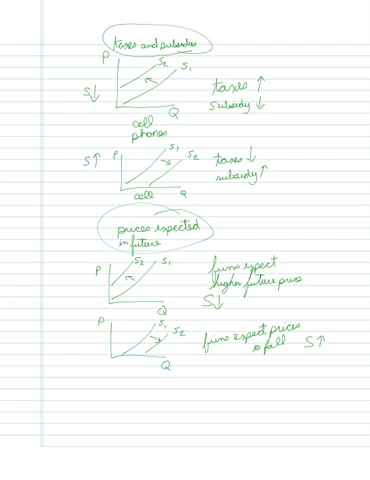 taxes and subsidies
P
S2
S1
S↓
taxes ↑
subsidy ↓
Q
cell
phones
S↑
P
S1
S2
taxes ↓
subsidy ↑
cell
Q
prices expected
in future
P
S2
S1
firms expect
higher future price
S↓
Q
P
S1
S2
firms expect prices
to fall
S↑
Q